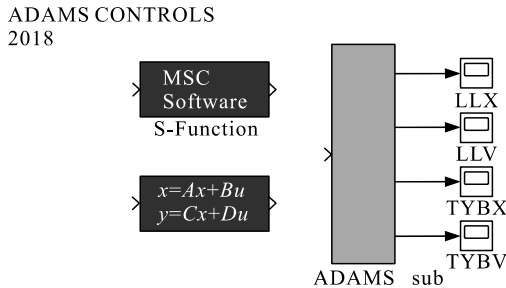 ADAMS CONTROLS
2018
MSC
Software
S-Function
x=Ax+Bu
y=Cx+Du
LLX
LLV
TYBX
TYBV
ADAMS sub